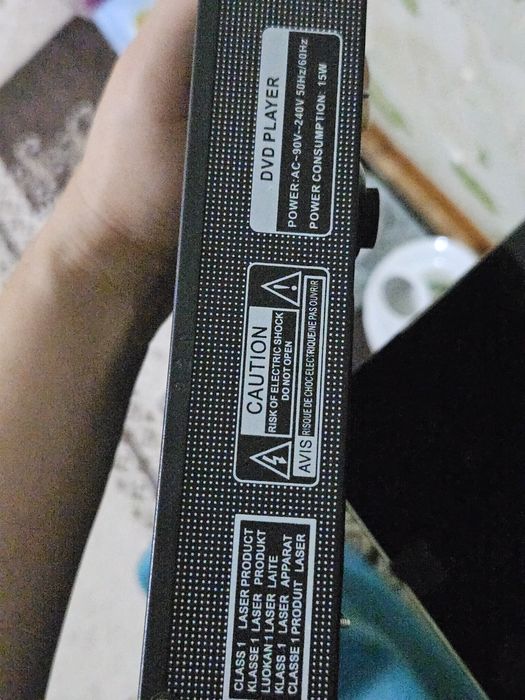 DVD PLAYER
POWER:AC~90V-240V 50Hz/60Hz
POWER CONSUMPTION: 15W
CAUTION
RISK OF ELECTRIC SHOCK
DO NOT OPEN
AVIS
RISQUE DE CHOC ELECTRIQUE/NE PAS OUVRIR
CLASS 1 LASER PRODUCT
KLASSE 1 LASER PRODUKT
LUOKAN 1 LASER LAITE
KLASS 1 LASER APPARAT
CLASSE 1 PRODUIT LASER